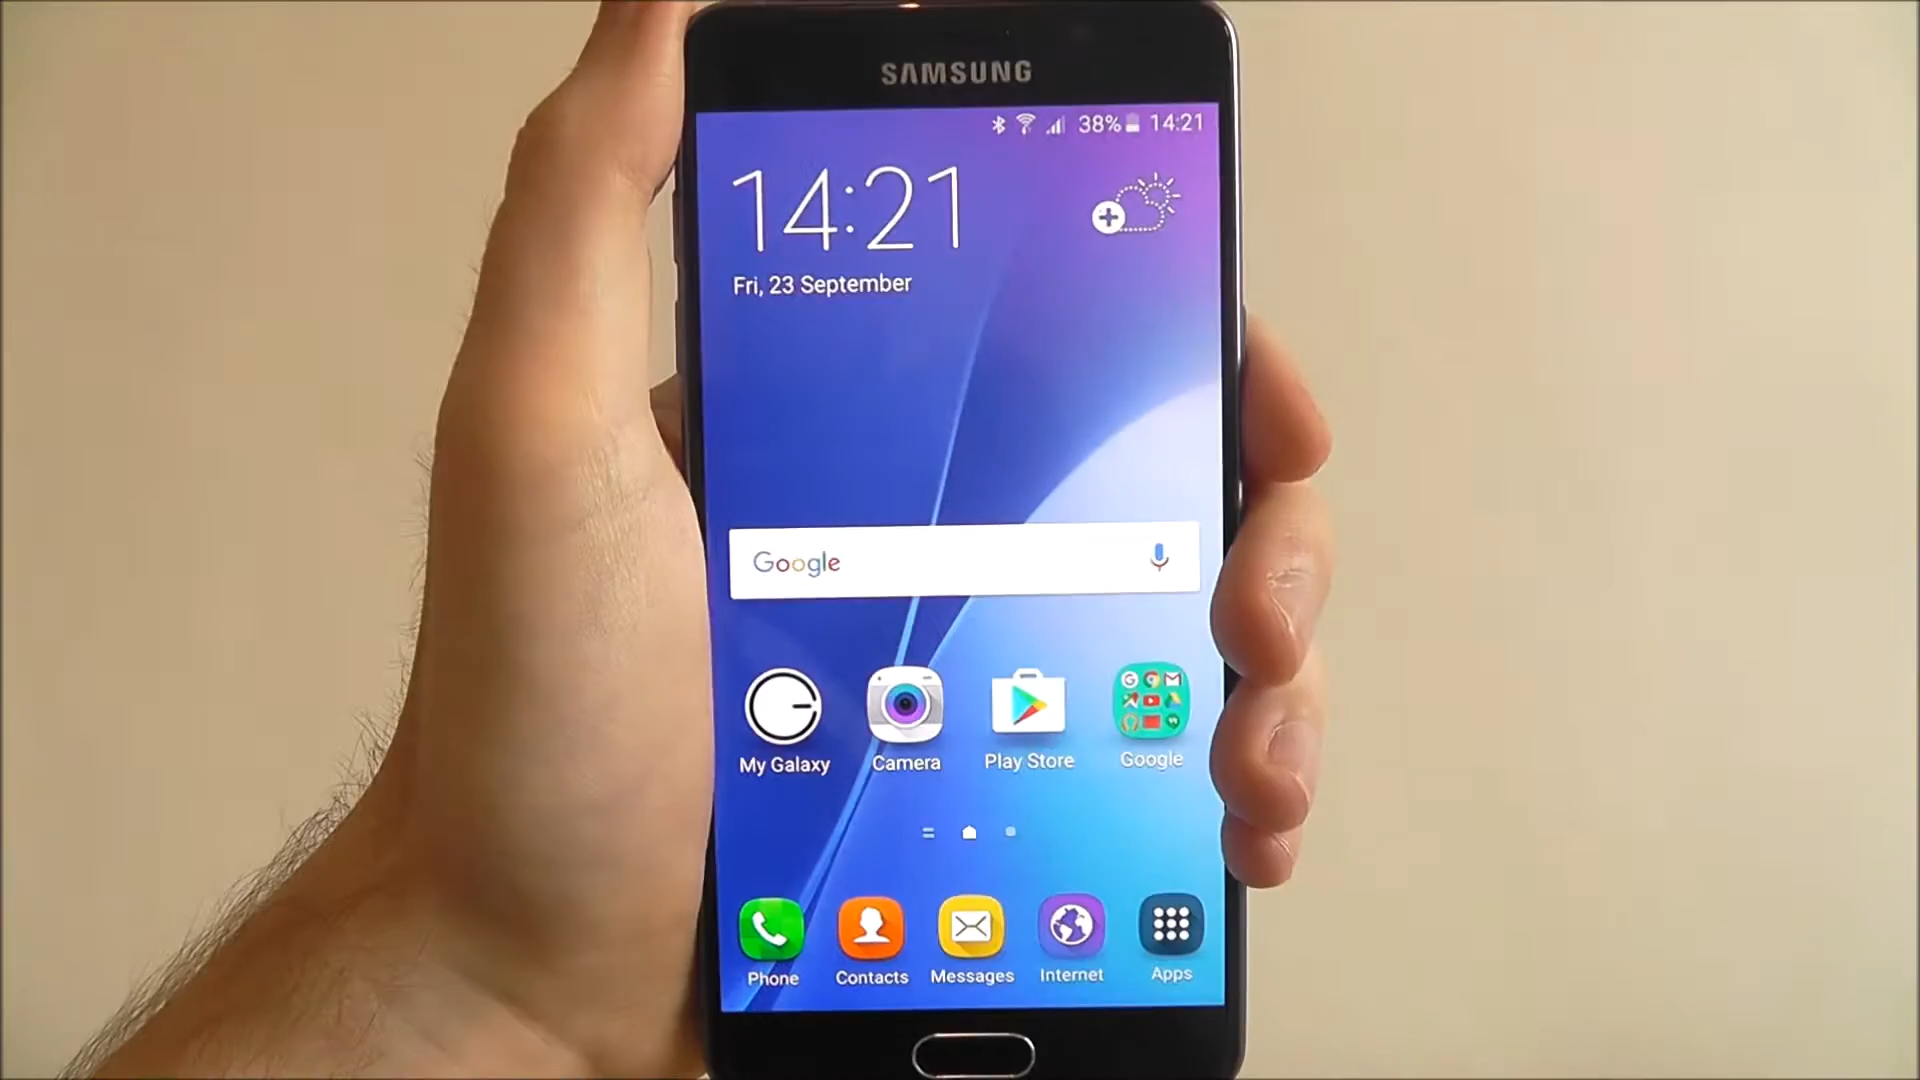 SAMSUNG
38% 14:21
14:21
Fri, 23 September
Google
My Galaxy
Camera
Play Store
Google
Phone
Contacts
Messages
Internet
Apps